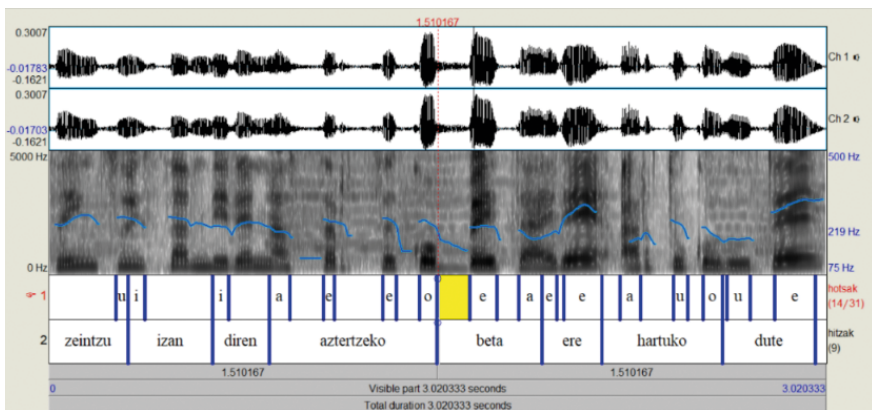 1.510167
0.3007
-0.01783
-0.1621
Ch 1
0.3007
-0.01703
-0.1621
Ch 2
5000 Hz
500 Hz
219 Hz
0 Hz
75 Hz
1 u i i a e e o e a e e a u o u e hotsak (14/31)
2 zeintzu izan diren aztertzeko beta ere hartuko dute hitzak (9)
1.510167 1.510167
0 Visible part 3.020333 seconds 3.020333
Total duration 3.020333 seconds